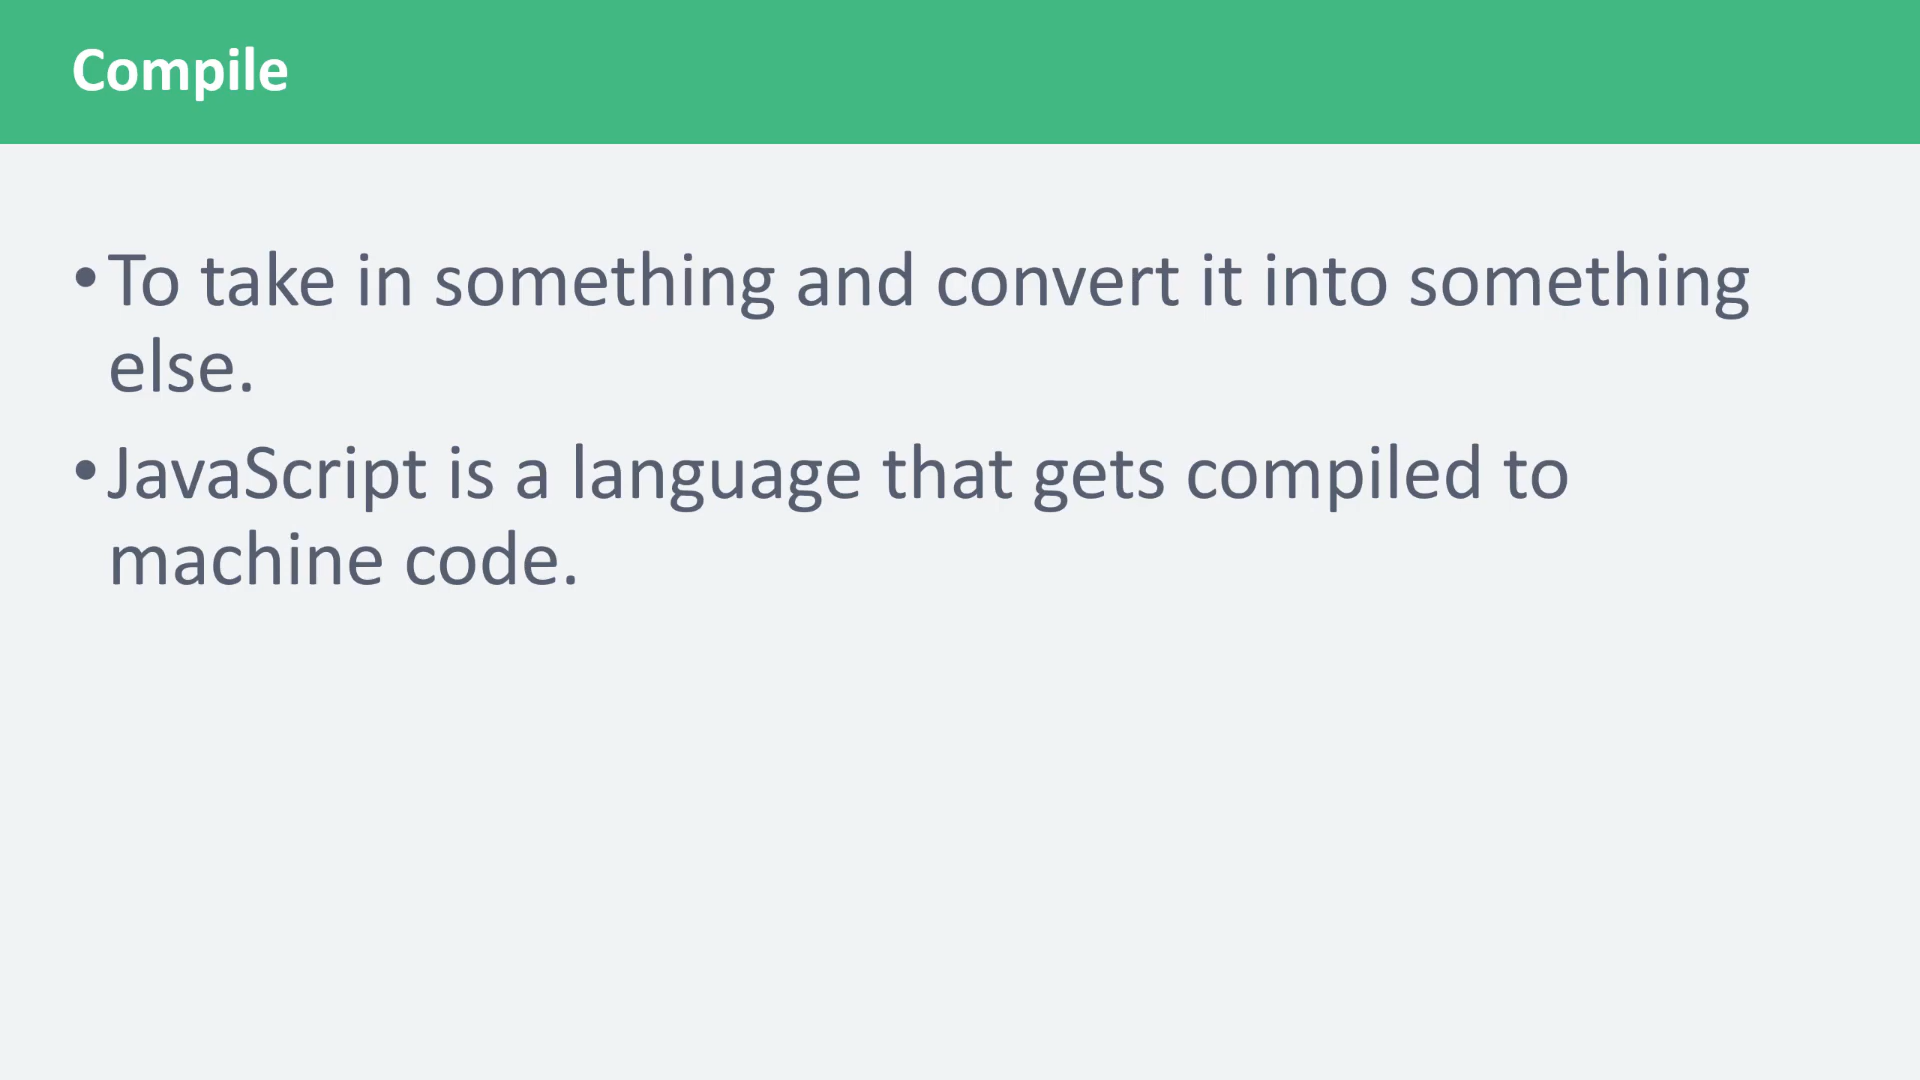 Compile
•To take in something and convert it into something
else.
•JavaScript is a language that gets compiled to
machine code.